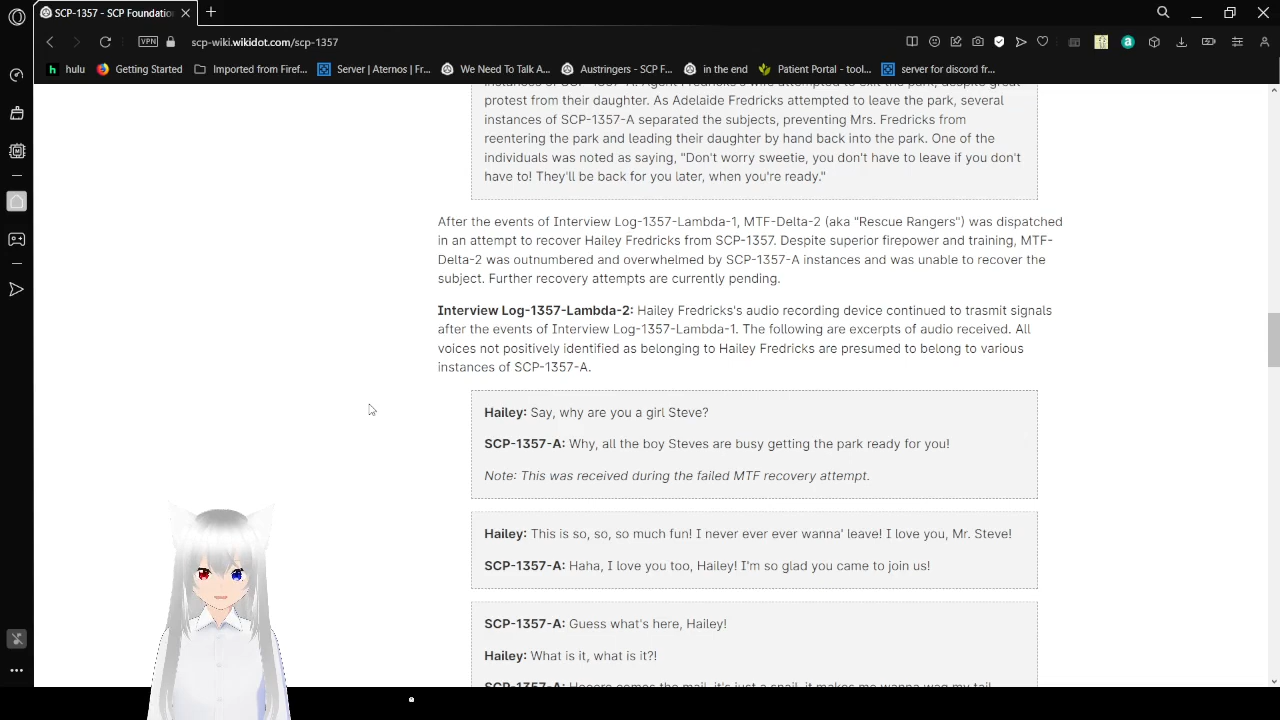 SCP-1357 - SCP Foundatio
scp-wiki.wikidot.com/scp-1357
VPN
hulu
Getting Started
Imported from Firef...
Server | Aternos | Fr...
We Need To Talk A...
Austringers - SCP F...
in the end
Patient Portal - tool...
server for discord fr...
protest from their daughter. As Adelaide Fredricks attempted to leave the park, several
instances of SCP-1357-A separated the subjects, preventing Mrs. Fredricks from
reentering the park and leading their daughter by hand back into the park. One of the
individuals was noted as saying, "Don't worry sweetie, you don't have to leave if you don't
have to! They'll be back for you later, when you're ready."
After the events of Interview Log-1357-Lambda-1, MTF-Delta-2 (aka "Rescue Rangers") was dispatched
in an attempt to recover Hailey Fredricks from SCP-1357. Despite superior firepower and training, MTF-
Delta-2 was outnumbered and overwhelmed by SCP-1357-A instances and was unable to recover the
subject. Further recovery attempts are currently pending.
Interview Log-1357-Lambda-2: Hailey Fredricks's audio recording device continued to trasmit signals
after the events of Interview Log-1357-Lambda-1. The following are excerpts of audio received. All
voices not positively identified as belonging to Hailey Fredricks are presumed to belong to various
instances of SCP-1357-A.
Hailey: Say, why are you a girl Steve?
SCP-1357-A: Why, all the boy Steves are busy getting the park ready for you!
Note: This was received during the failed MTF recovery attempt.
Hailey: This is so, so, so much fun! I never ever ever wanna' leave! I love you, Mr. Steve!
SCP-1357-A: Haha, I love you too, Hailey! I'm so glad you came to join us!
SCP-1357-A: Guess what's here, Hailey!
Hailey: What is it, what is it?!